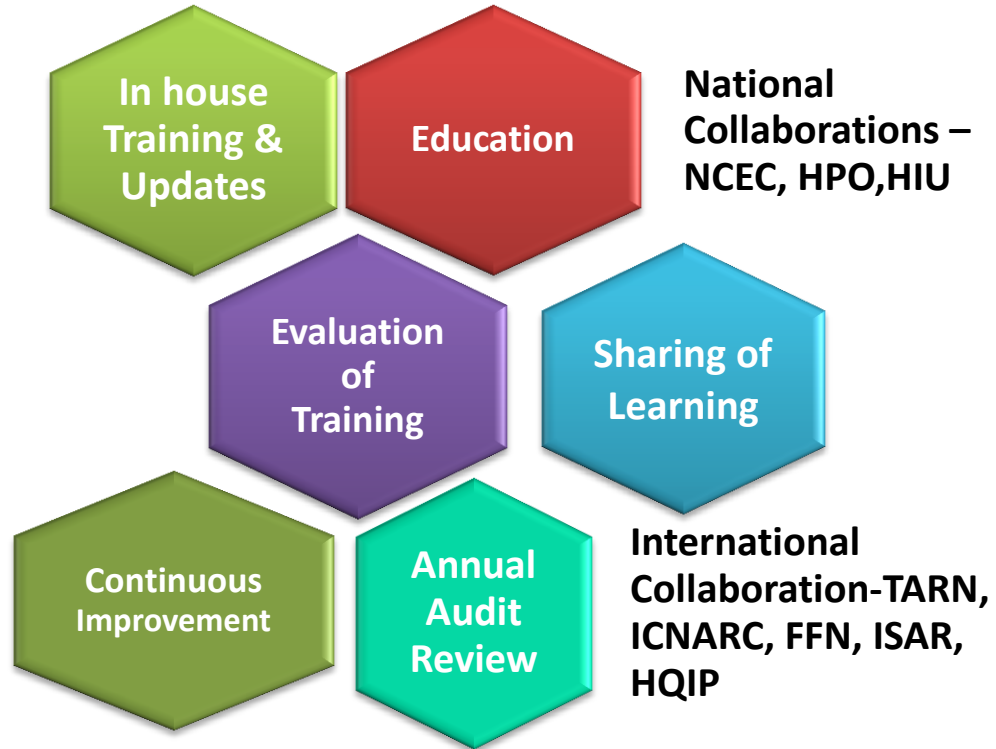 In house
Training &
Updates
Education
National
Collaborations –
NCEC, HPO,HIU
Evaluation
of
Training
Sharing of
Learning
Continuous
Improvement
Annual
Audit
Review
International
Collaboration-TARN,
ICNARC, FFN, ISAR,
HQIP